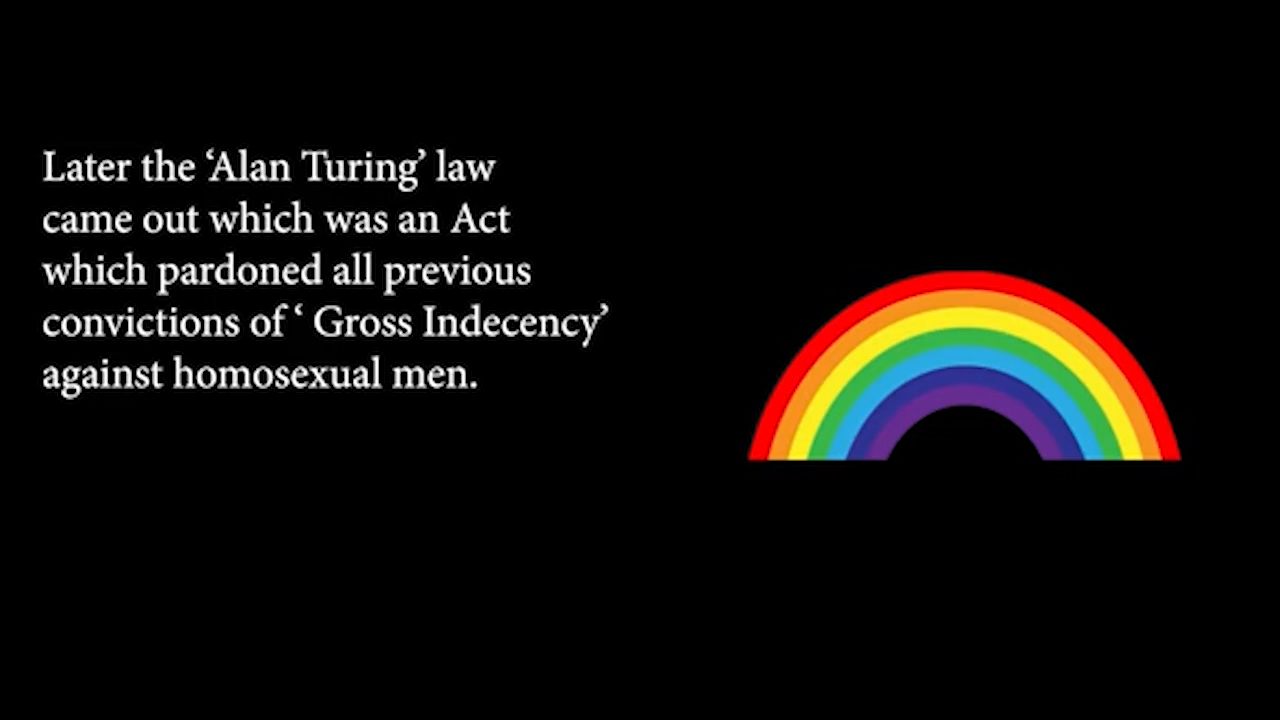 Later the ‘Alan Turing’ law
came out which was an Act
which pardoned all previous
convictions of ‘ Gross Indecency’
against homosexual men.